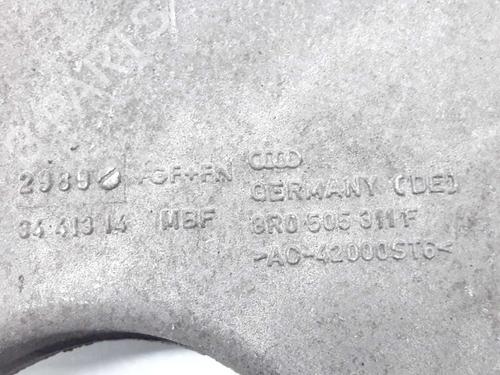 2989 +GF+RN
GERMANY (DE)
34 413 14 MBF 8R0 505 311 F
>AC-42000ST6<